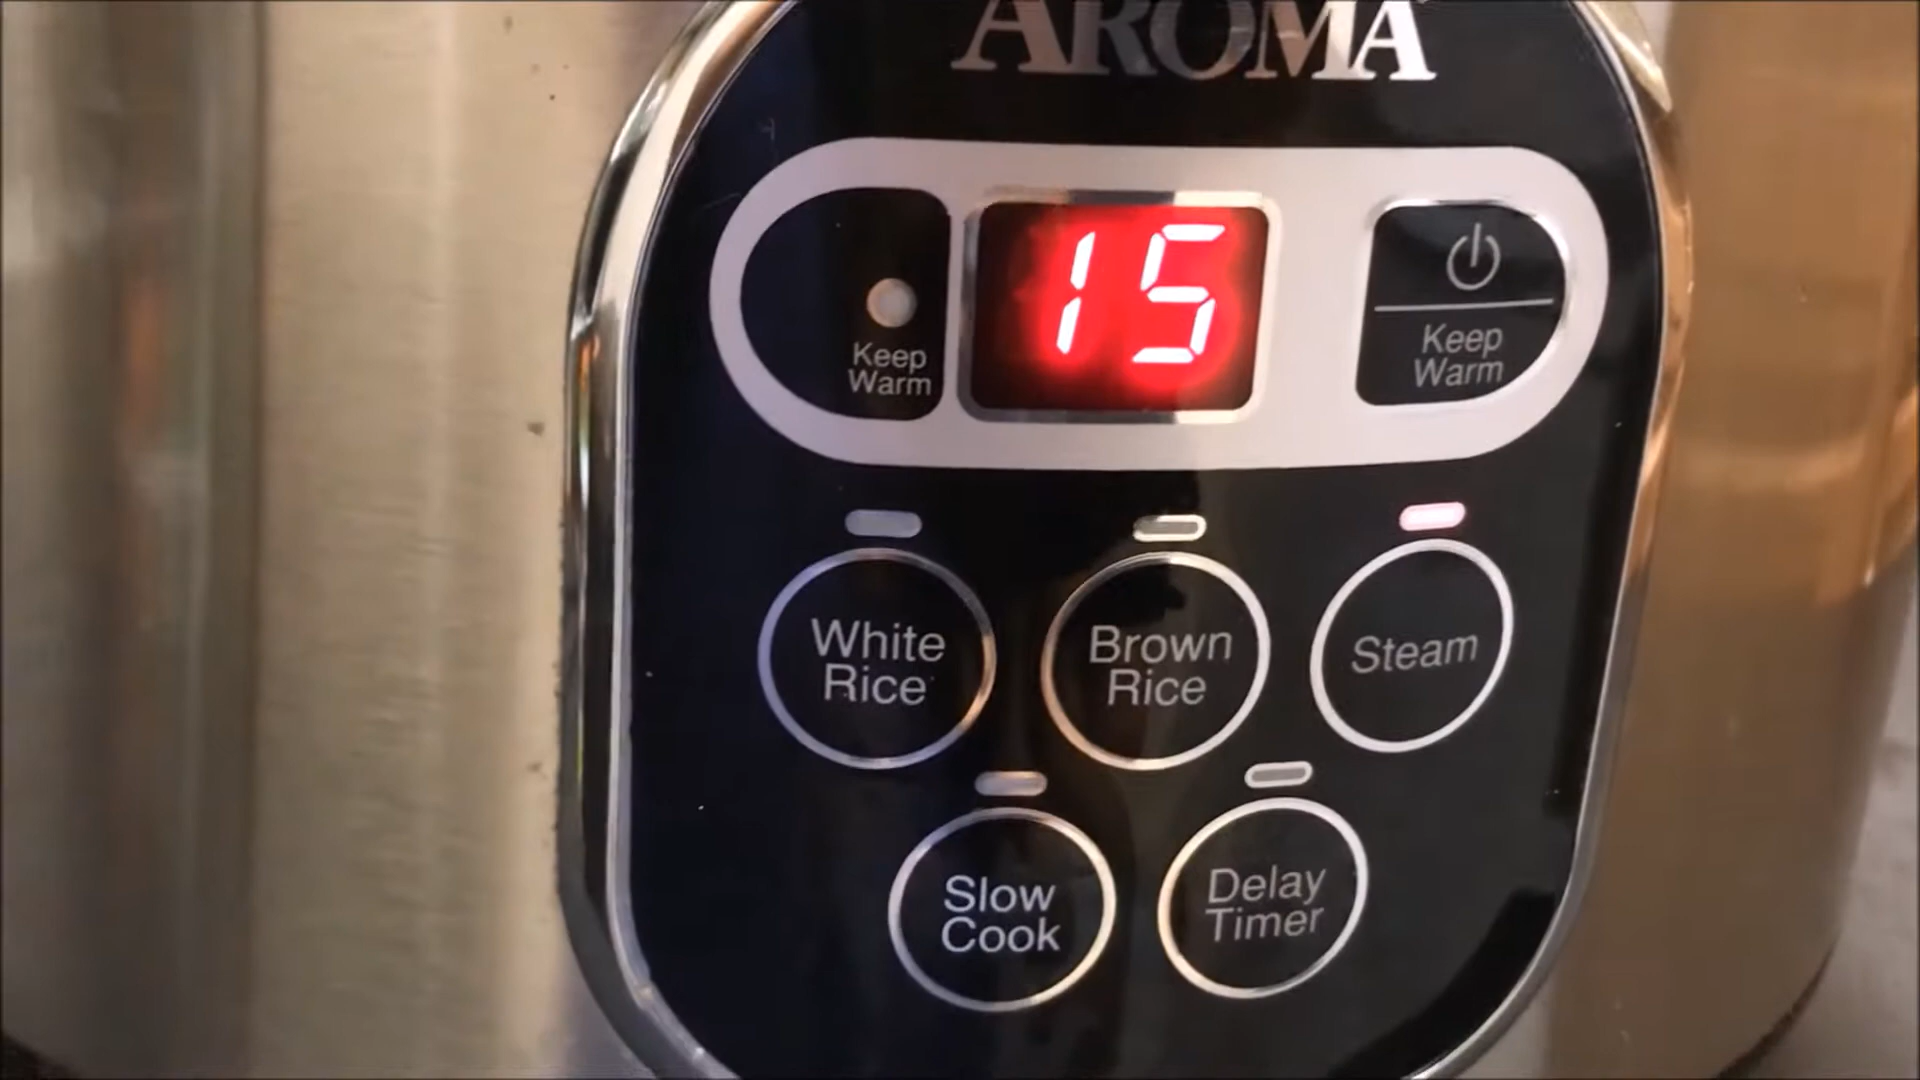 AROMA
Keep
Warm
15
Keep
Warm
White
Rice
Brown
Rice
Steam
Slow
Cook
Delay
Timer